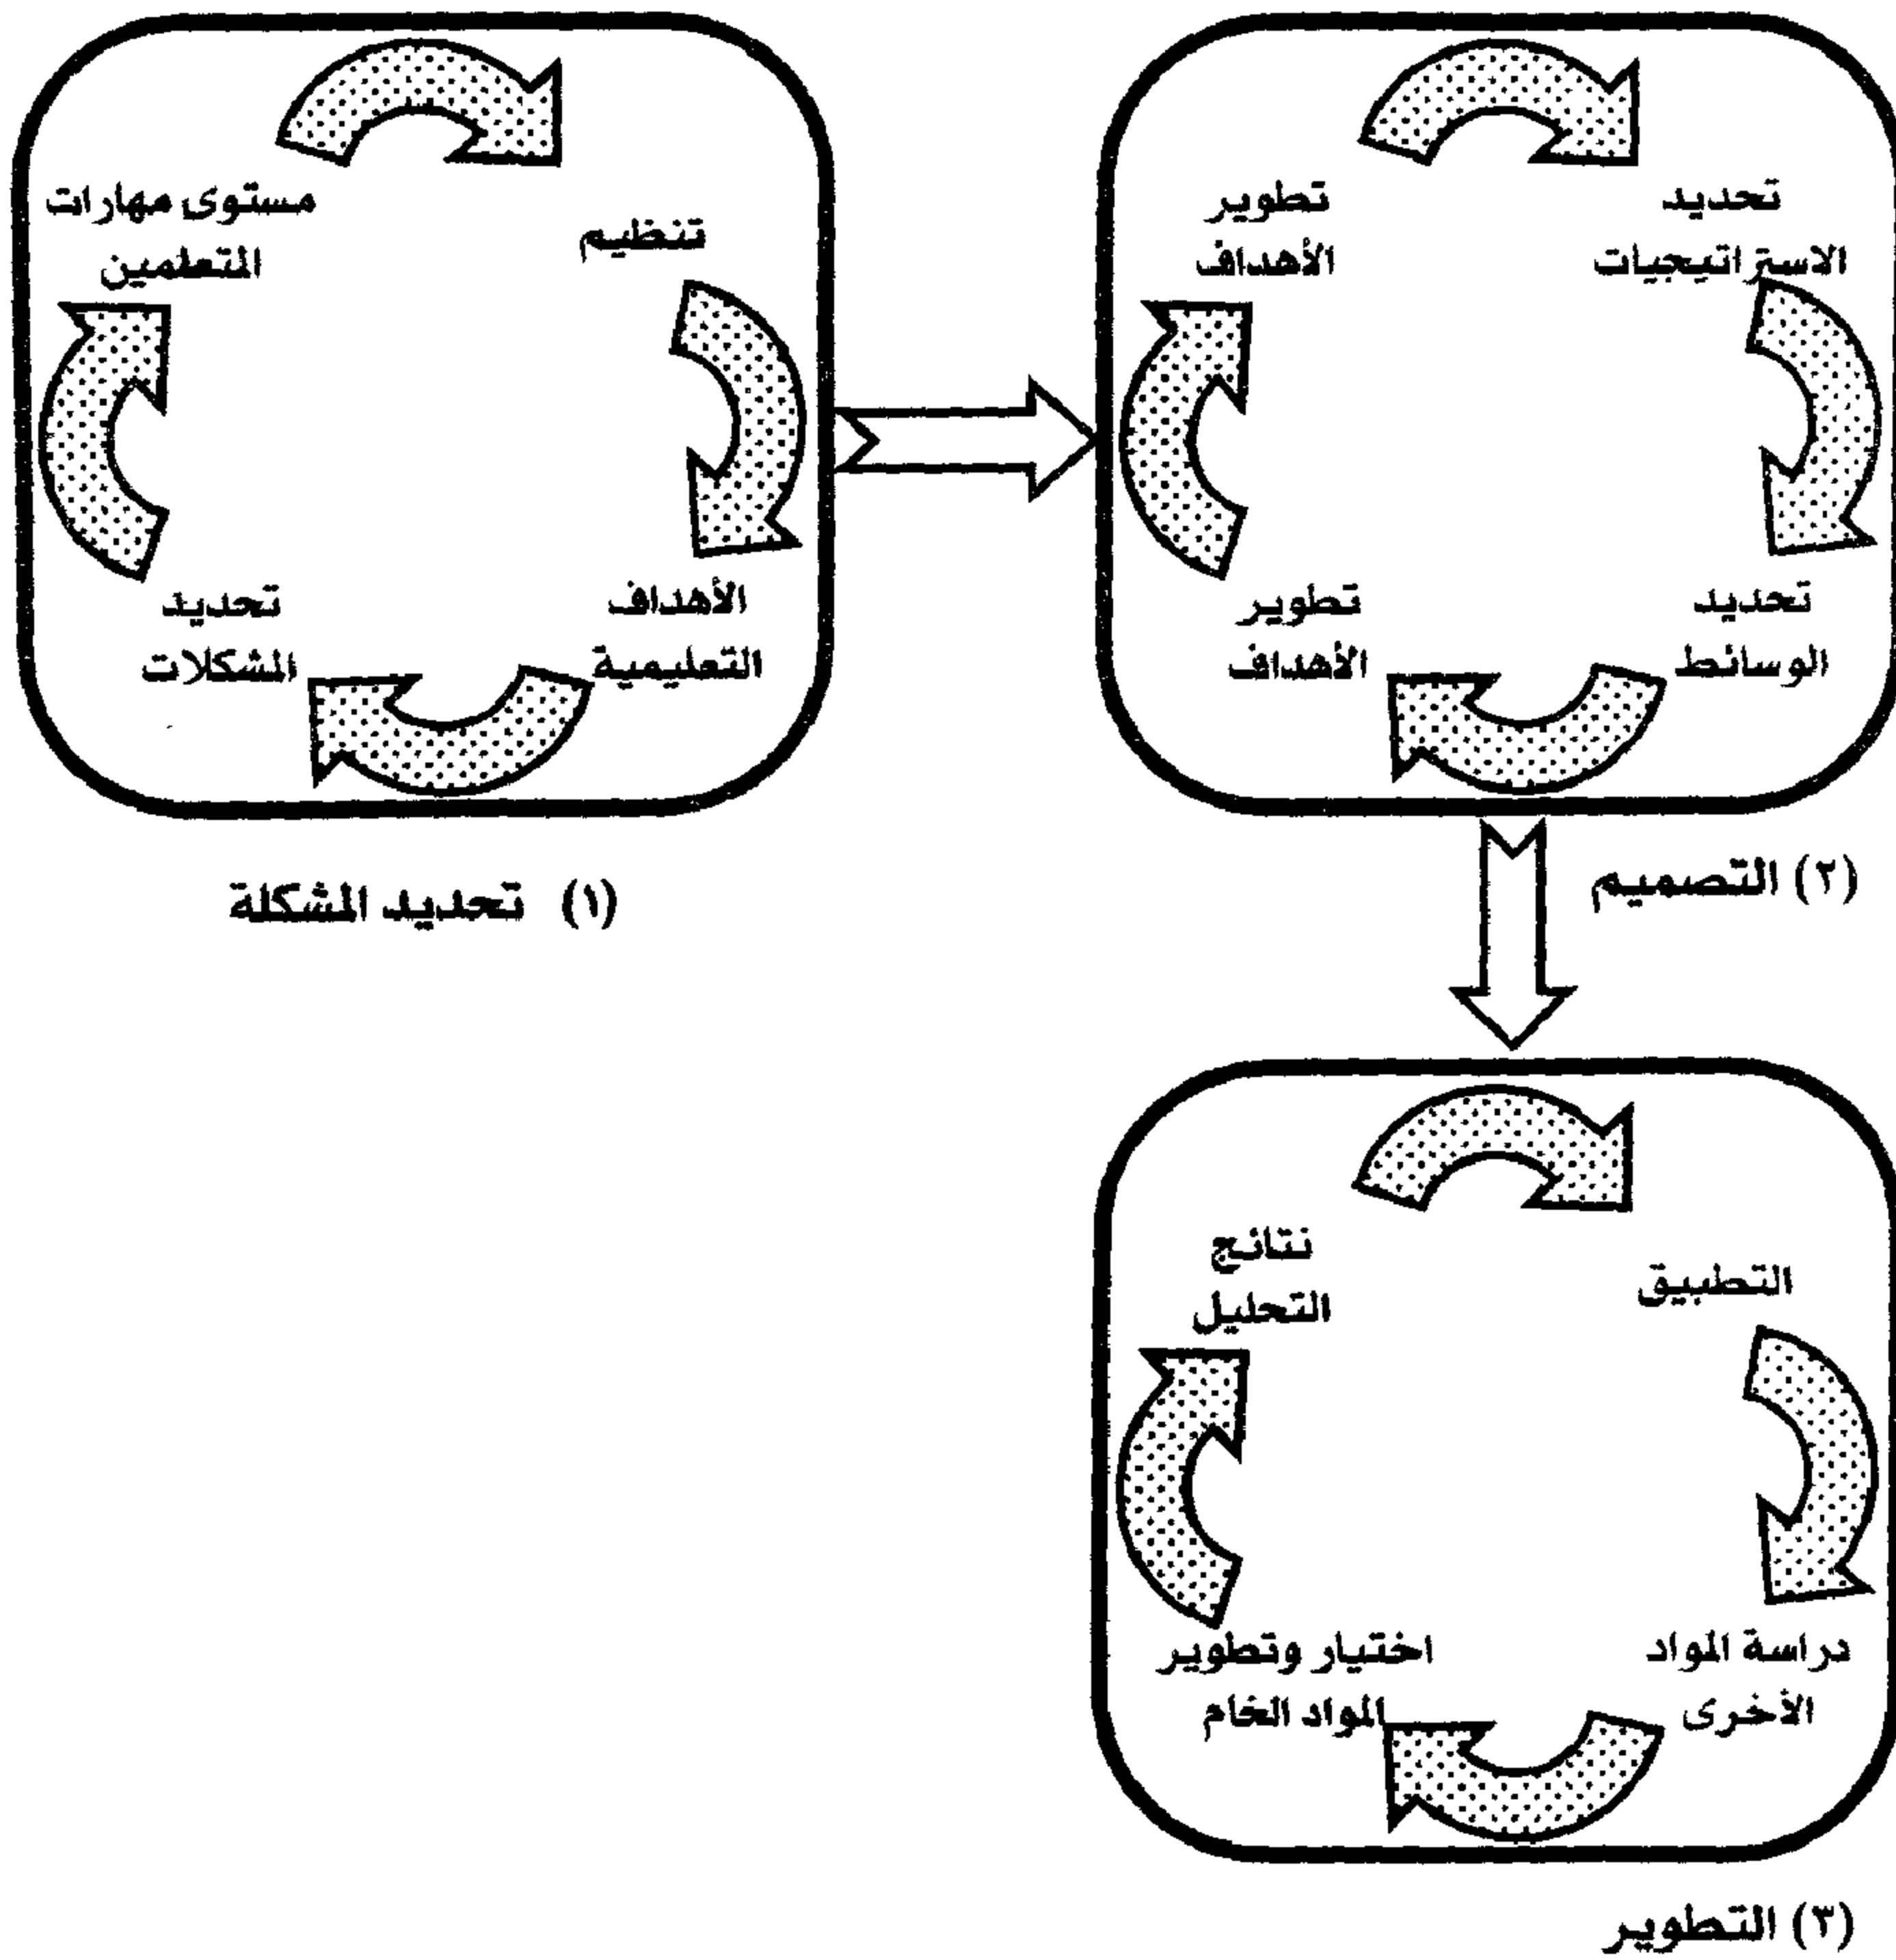 تنظيم
مستوى مهارات
المتعلمين
الأهداف
التعليمية
تحديد
المشكلات
(١) تحديد المشكلة
تحديد
الاستراتيجيات
تطوير
الأهداف
تحديد
الوسائط
تطوير
الأهداف
(٢) التصميم
التطبيق
نتائج
التحليل
دراسة المواد
الأخرى
اختيار وتطوير
المواد الخام
(٣) التطوير